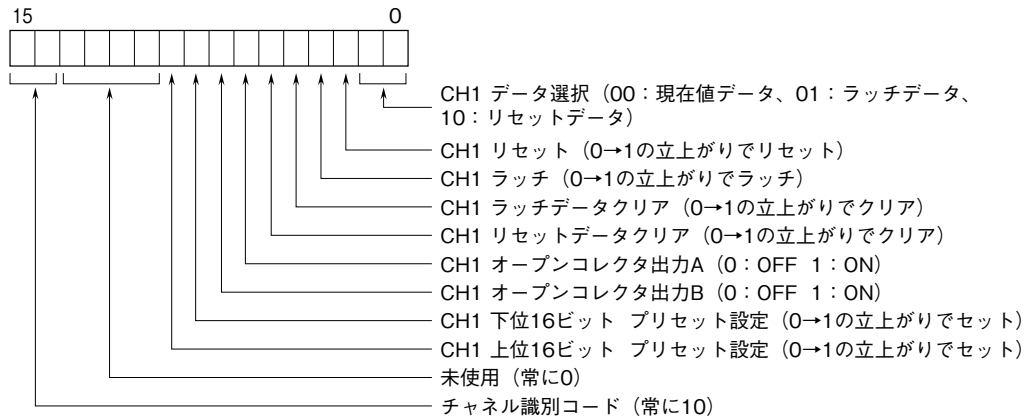 15 0
CH1 データ選択（00：現在値データ、01：ラッチデータ、
10：リセットデータ）
CH1 リセット（0→1の立上がりでリセット）
CH1 ラッチ（0→1の立上がりでラッチ）
CH1 ラッチデータクリア（0→1の立上がりでクリア）
CH1 リセットデータクリア（0→1の立上がりでクリア）
CH1 オープンコレクタ出力A（0：OFF 1：ON）
CH1 オープンコレクタ出力B（0：OFF 1：ON）
CH1 下位16ビット プリセット設定（0→1の立上がりでセット）
CH1 上位16ビット プリセット設定（0→1の立上がりでセット）
未使用（常に0）
チャネル識別コード（常に10）